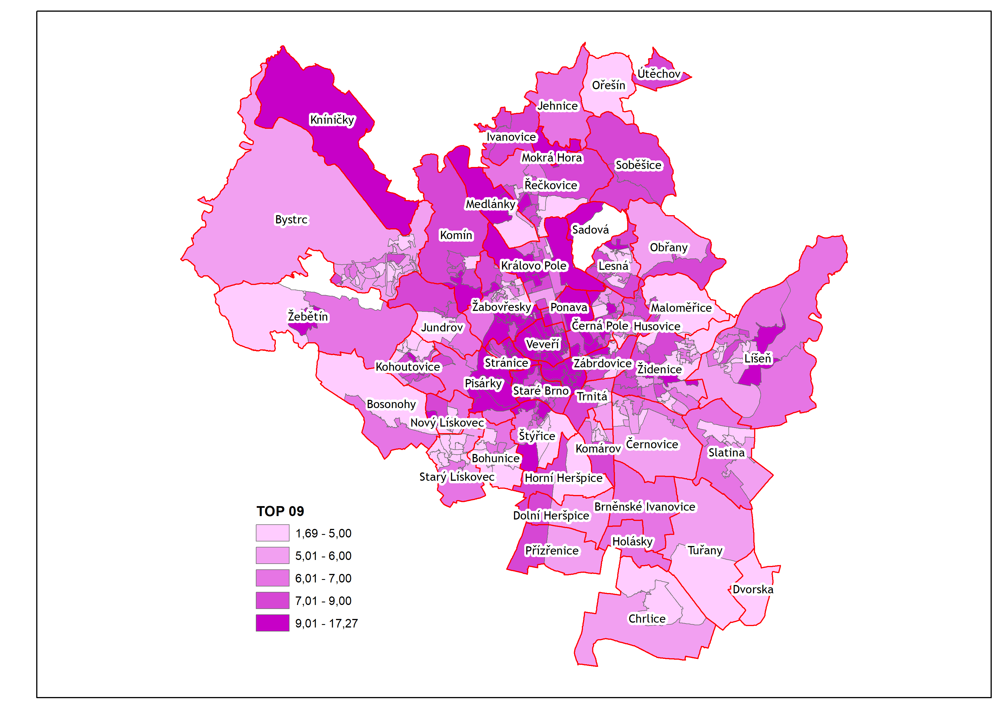 Útěchov
Ořešín
Jehnice
Kníničky
Ivanovice
Mokrá Hora
Soběšice
Řečkovice
Medlánky
Bystrc
Sadová
Komín
Obřany
Královo Pole
Lesná
Žabovřesky
Ponava
Maloměřice
Žebětín
Jundrov
Černá Pole
Husovice
Veveří
Líšeň
Stránice
Zábrdovice
Kohoutovice
Židenice
Pisárky
Staré Brno
Trnitá
Bosonohy
Nový Lískovec
Štýřice
Komárov
Černovice
Slatina
Bohunice
Starý Lískovec
Horní Heršpice
Brněnské Ivanovice
Dolní Heršpice
Holásky
Přízřenice
Tuřany
Dvorska
Chrlice
TOP 09
1,69 - 5,00
5,01 - 6,00
6,01 - 7,00
7,01 - 9,00
9,01 - 17,27